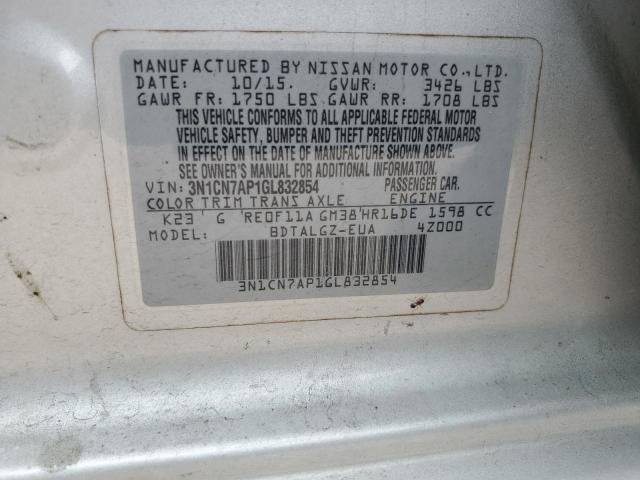 MANUFACTURED BY NISSAN MOTOR CO.,LTD.
DATE: 10/15. GVWR: 3426 LBS
GAWR FR: 1750 LBS GAWR RR: 1708 LBS
THIS VEHICLE CONFORMS TO ALL APPLICABLE FEDERAL MOTOR
VEHICLE SAFETY, BUMPER AND THEFT PREVENTION STANDARDS
IN EFFECT ON THE DATE OF MANUFACTURE SHOWN ABOVE.
SEE OWNER'S MANUAL FOR ADDITIONAL INFORMATION.
VIN: 3N1CN7AP1GL832854 PASSENGER CAR.
COLOR TRIM TRANS AXLE ENGINE
K23 G RE0F11A GM38 HR16DE 1598 CC
MODEL: BDTALGZ-EUA 4Z000
3N1CN7AP1GL832854